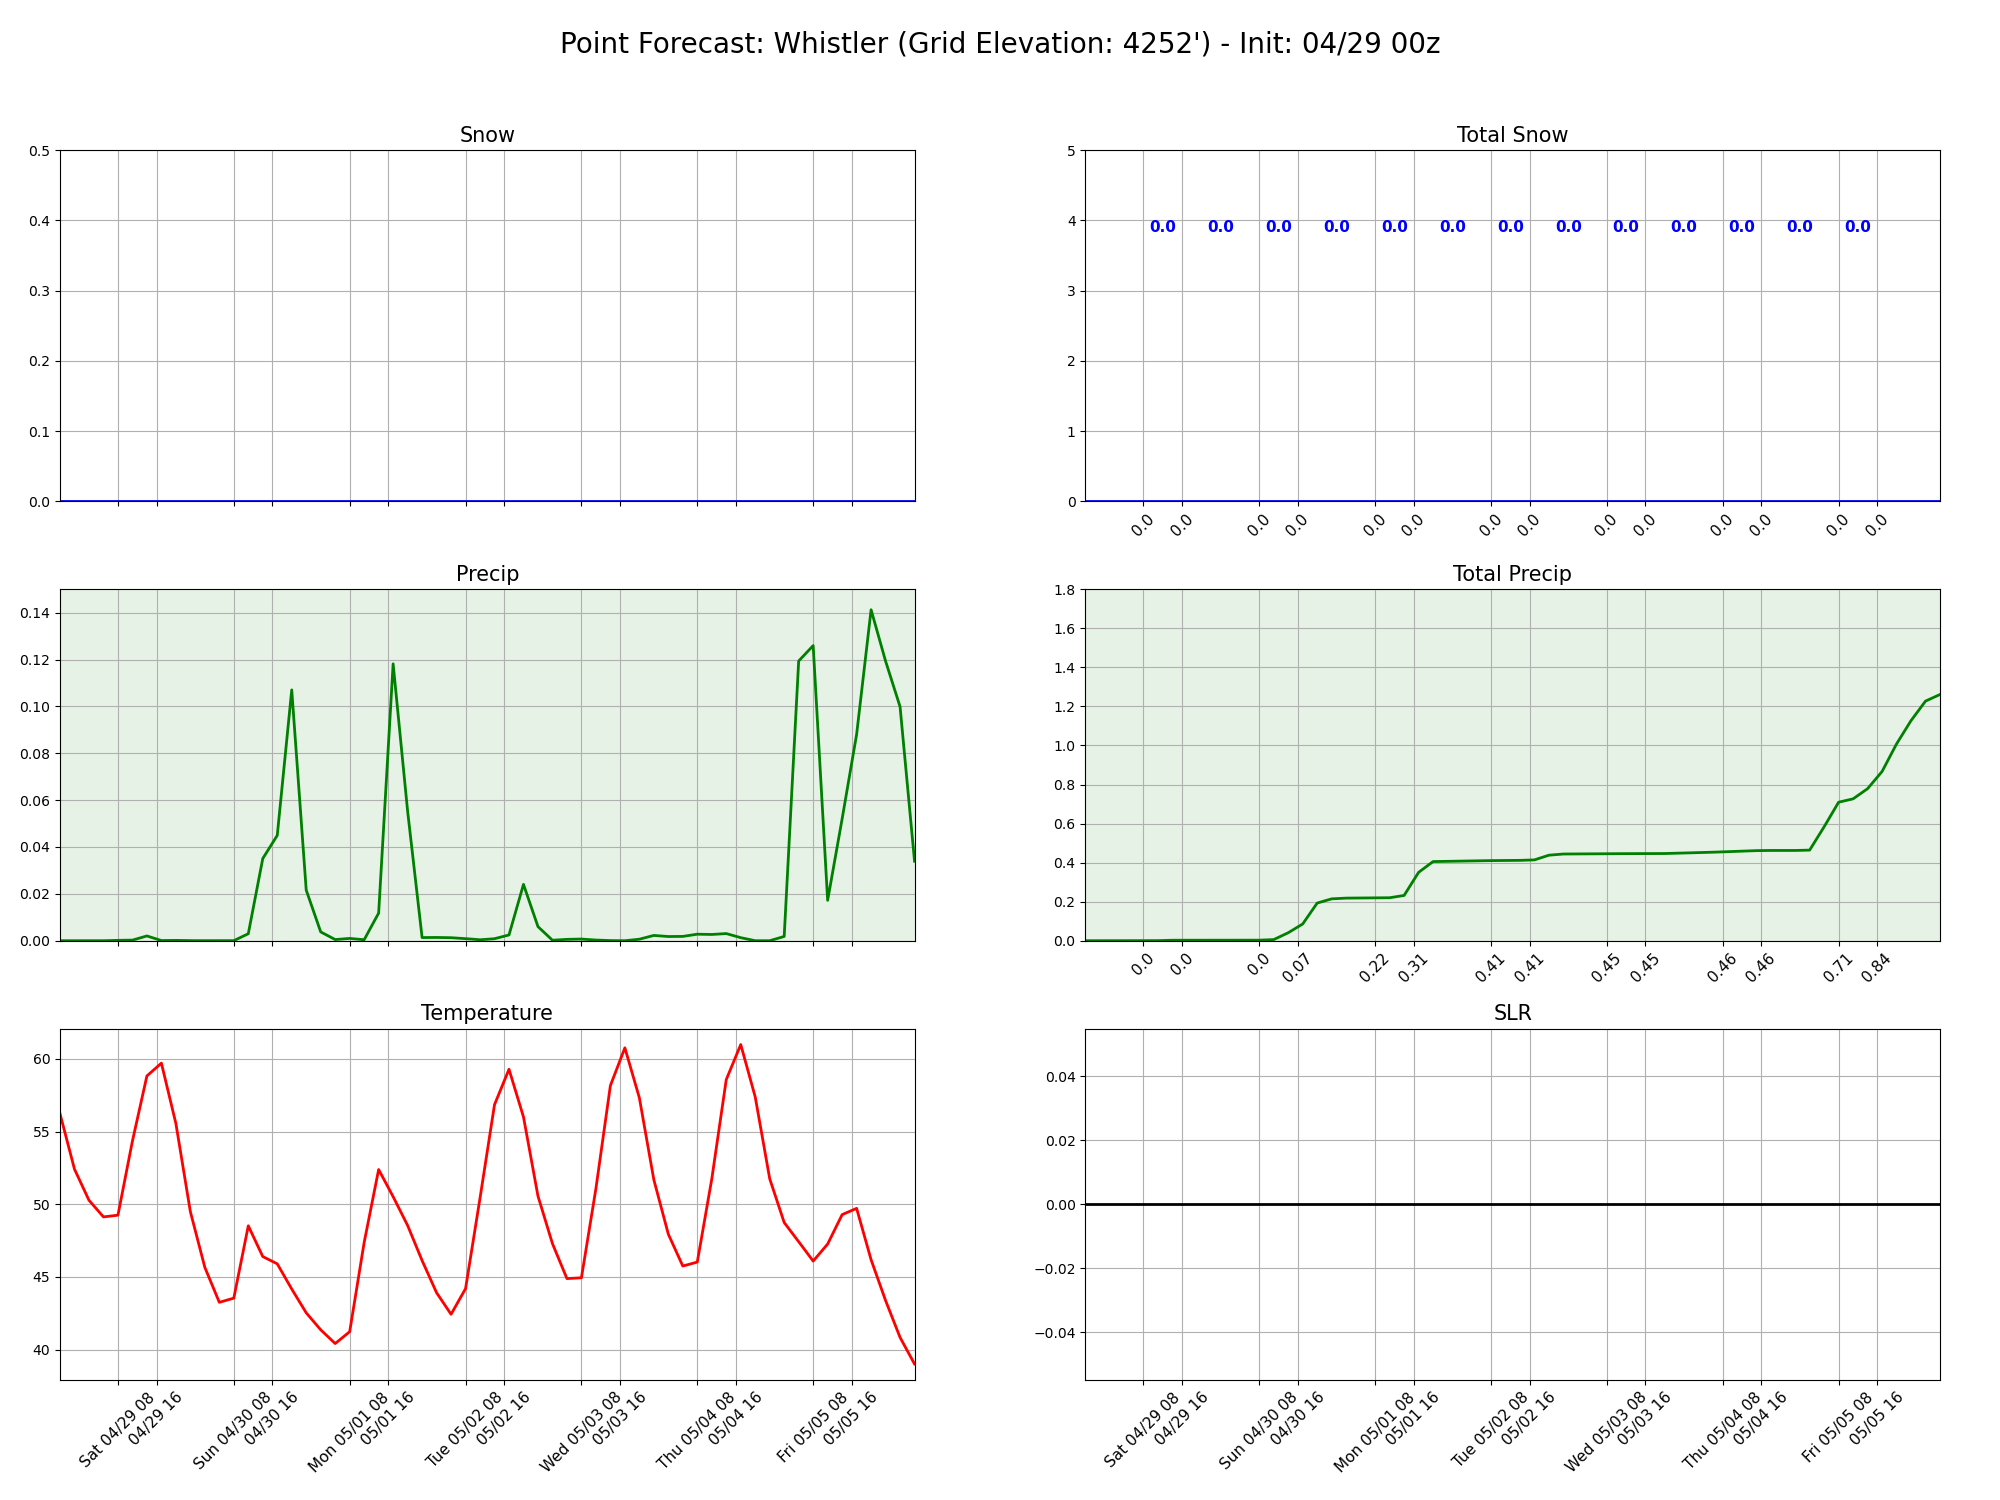 Point Forecast: Whistler (Grid Elevation: 4252') - Init: 04/29 00z
Snow
0.5
0.4
0.3
0.2
0.1
0.0
Total Snow
5
4
3
2
1
0
0.0 0.0 0.0 0.0 0.0 0.0 0.0 0.0 0.0 0.0 0.0 0.0 0.0
0.0 0.0 0.0 0.0 0.0 0.0 0.0 0.0 0.0 0.0 0.0 0.0 0.0 0.0
Precip
0.14
0.12
0.10
0.08
0.06
0.04
0.02
0.00
Total Precip
1.8
1.6
1.4
1.2
1.0
0.8
0.6
0.4
0.2
0.0
0.0 0.0 0.0 0.07 0.22 0.31 0.41 0.41 0.45 0.45 0.46 0.46 0.71 0.84
Temperature
60
55
50
45
40
Sat 04/29 08
04/29 16
Sun 04/30 08
04/30 16
Mon 05/01 08
05/01 16
Tue 05/02 08
05/02 16
Wed 05/03 08
05/03 16
Thu 05/04 08
05/04 16
Fri 05/05 08
05/05 16
SLR
0.04
0.02
0.00
−0.02
−0.04
Sat 04/29 08
04/29 16
Sun 04/30 08
04/30 16
Mon 05/01 08
05/01 16
Tue 05/02 08
05/02 16
Wed 05/03 08
05/03 16
Thu 05/04 08
05/04 16
Fri 05/05 08
05/05 16